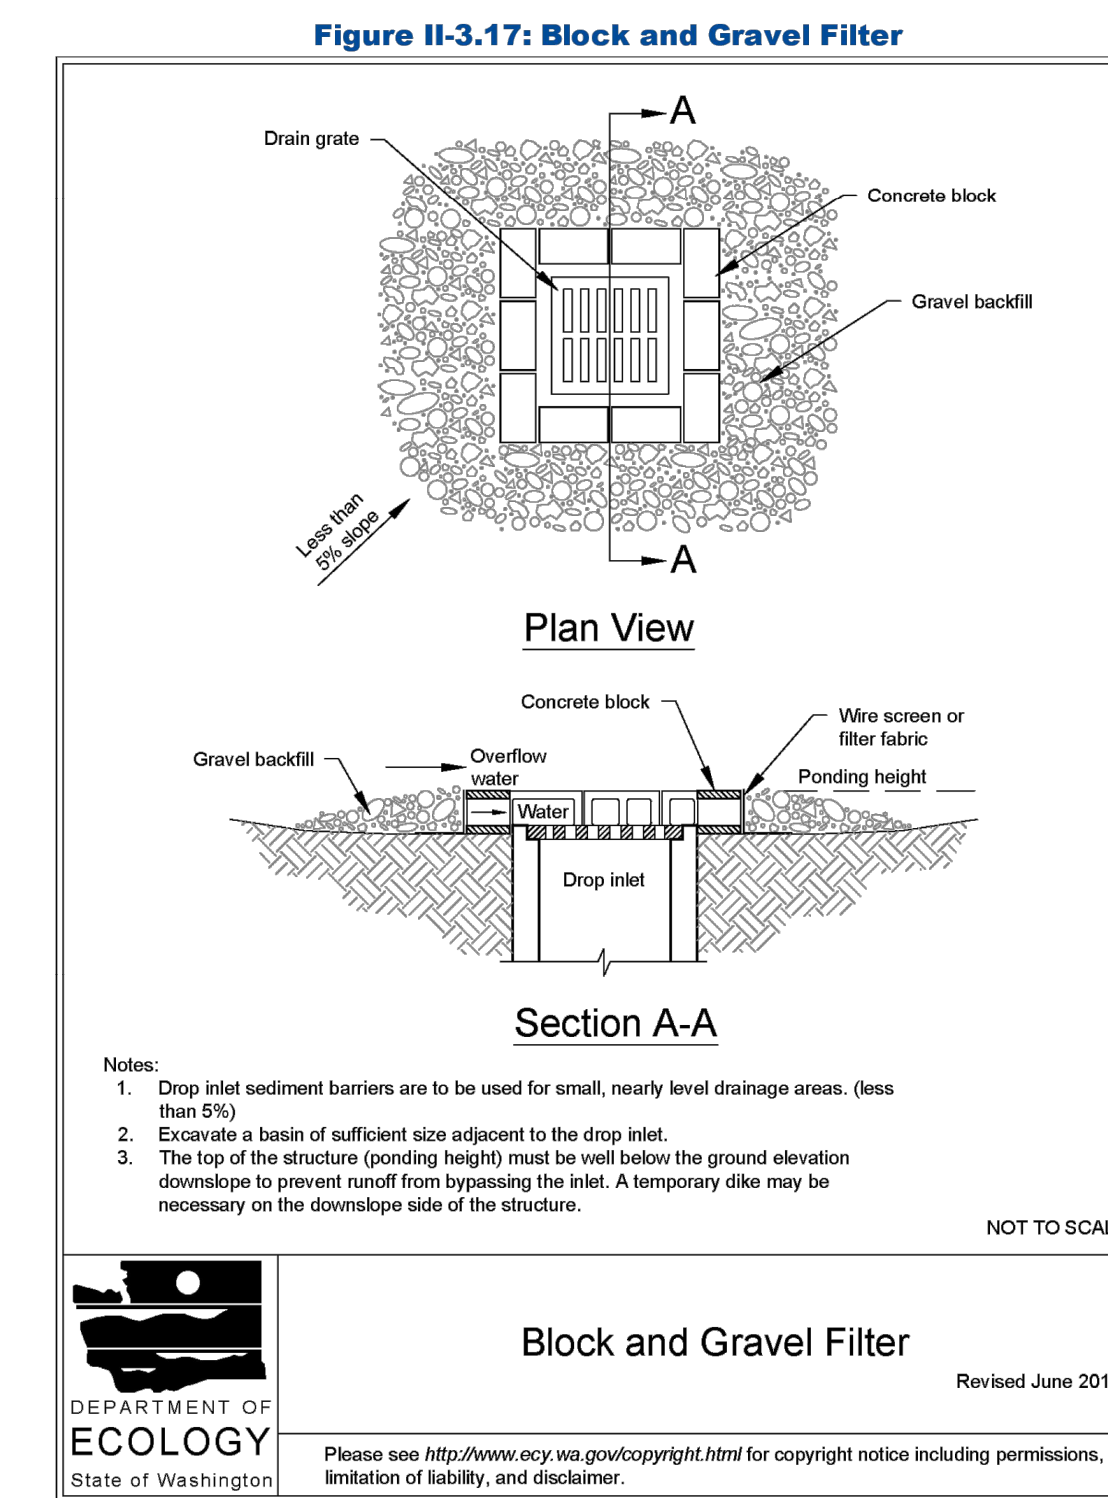 Figure II-3.17: Block and Gravel Filter
A
Drain grate
Concrete block
Gravel backfill
Less than
5% slope
A
Plan View
Concrete block
Wire screen or
filter fabric
Gravel backfill
Overflow
water
Ponding height
Water
Drop inlet
Section A-A
Notes:
1. Drop inlet sediment barriers are to be used for small, nearly level drainage areas. (less
than 5%)
2. Excavate a basin of sufficient size adjacent to the drop inlet.
3. The top of the structure (ponding height) must be well below the ground elevation
downslope to prevent runoff from bypassing the inlet. A temporary dike may be
necessary on the downslope side of the structure.
NOT TO
Block and Gravel Filter
Revised June
DEPARTMENT OF
ECOLOGY
State of Washington
Please see http://www.ecy.wa.gov/copyright.html for copyright notice including permissions,
limitation of liability, and disclaimer.